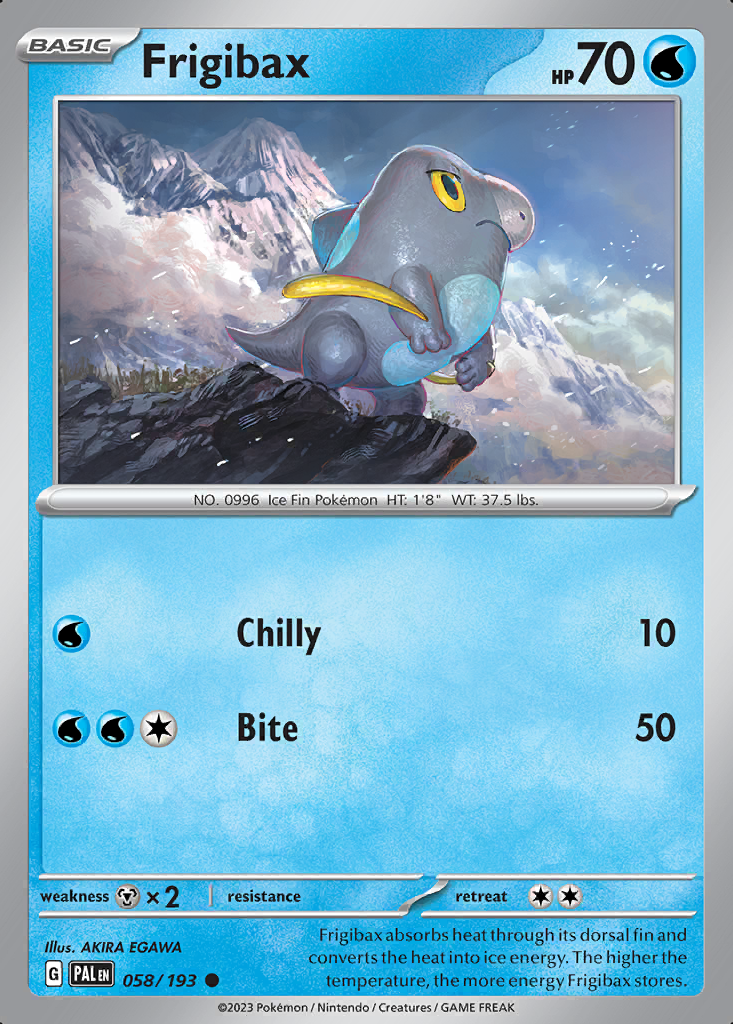 BASIC
Frigibax
HP 70
NO. 0996 Ice Fin Pokémon HT: 1'8" WT: 37.5 lbs.
Chilly 10
Bite 50
weakness ×2 resistance retreat
Illus. AKIRA EGAWA
G PAL EN 058/193
Frigibax absorbs heat through its dorsal fin and
converts the heat into ice energy. The higher the
temperature, the more energy Frigibax stores.
©2023 Pokémon / Nintendo / Creatures / GAME FREAK